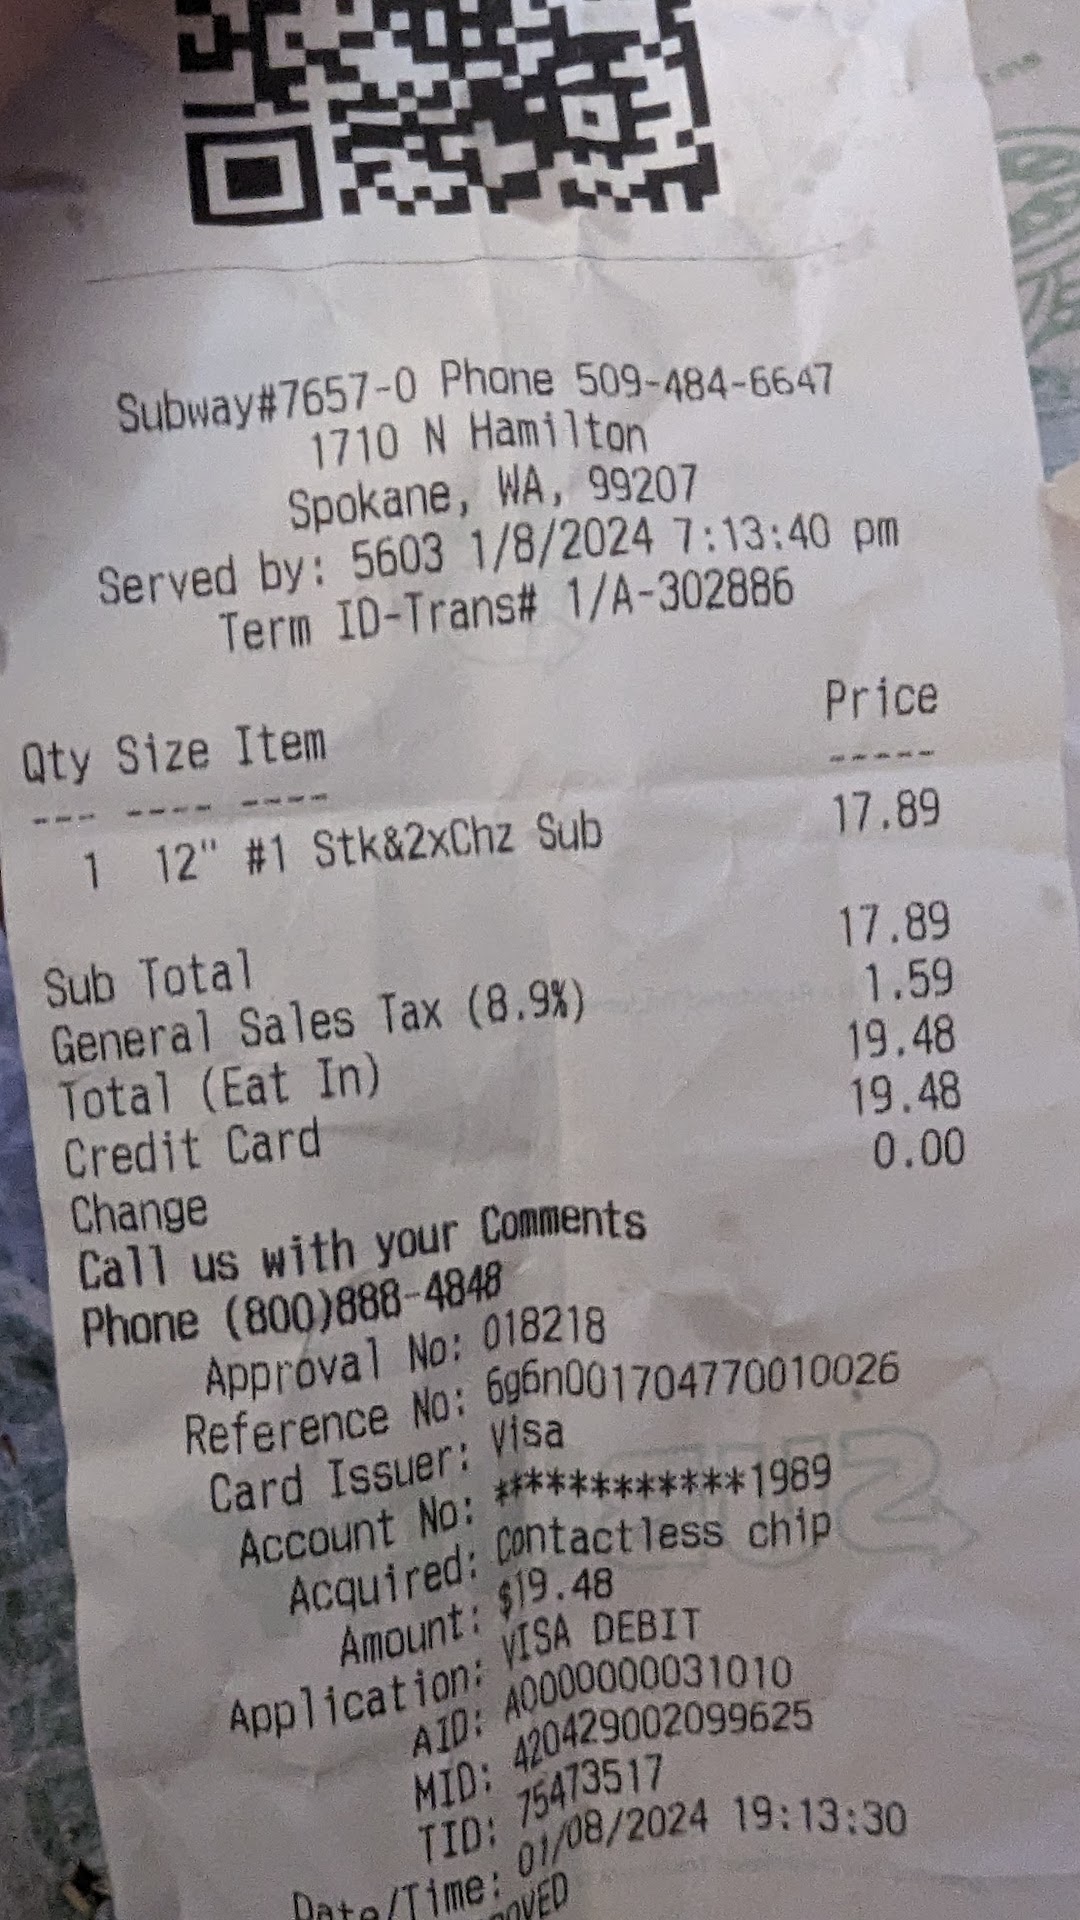 Subway#7657-0 Phone 509-484-6647
1710 N Hamilton
Spokane, WA, 99207
Served by: 5603 1/8/2024 7:13:40 pm
Term ID-Trans# 1/A-302886
Qty Size Item Price
--- ---- ---- -----
1 12" #1 Stk&2xChz Sub 17.89
Sub Total 17.89
General Sales Tax (8.9%) 1.59
Total (Eat In) 19.48
Credit Card 19.48
Change 0.00
Call us with your Comments
Phone (800)888-4848
Approval No: 018218
Reference No: 6g6n001704770010026
Card Issuer: Visa
Account No: ************1989
Acquired: Contactless chip
Amount: $19.48
Application: VISA DEBIT
AID: A0000000031010
MID: 420429002099625
TID: 75473517
Date/Time: 01/08/2024 19:13:30